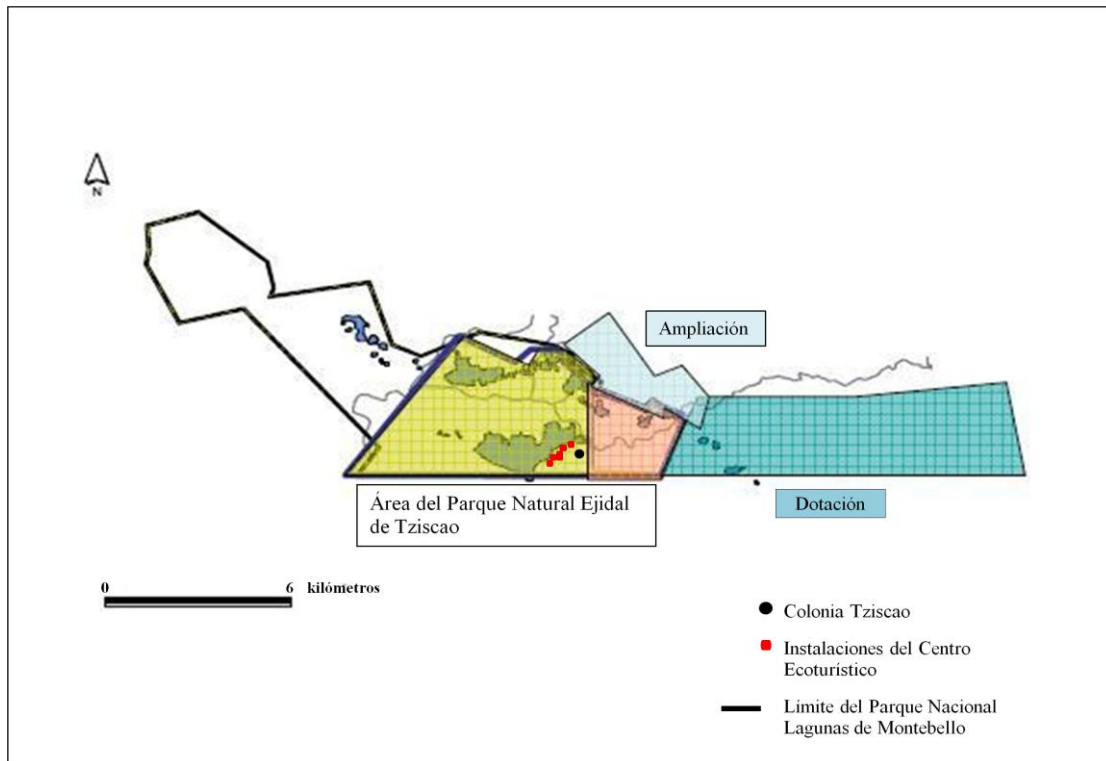 N
Ampliación
Área del Parque Natural Ejidal
de Tziscao
Dotación
0 6 kilómetros
Colonia Tziscao
Instalaciones del Centro
Ecoturístico
Límite del Parque Nacional
Lagunas de Montebello